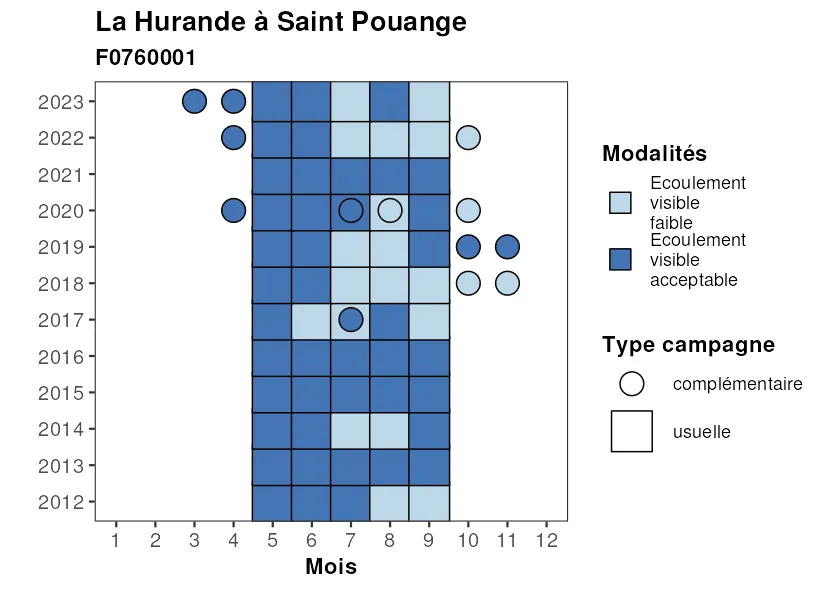 La Hurande à Saint Pouange
F0760001
2023
2022
2021
2020
2019
2018
2017
2016
2015
2014
2013
2012
1 2 3 4 5 6 7 8 9 10 11 12
Mois
Modalités
Ecoulement
visible
faible
Ecoulement
visible
acceptable
Type campagne
complémentaire
usuelle